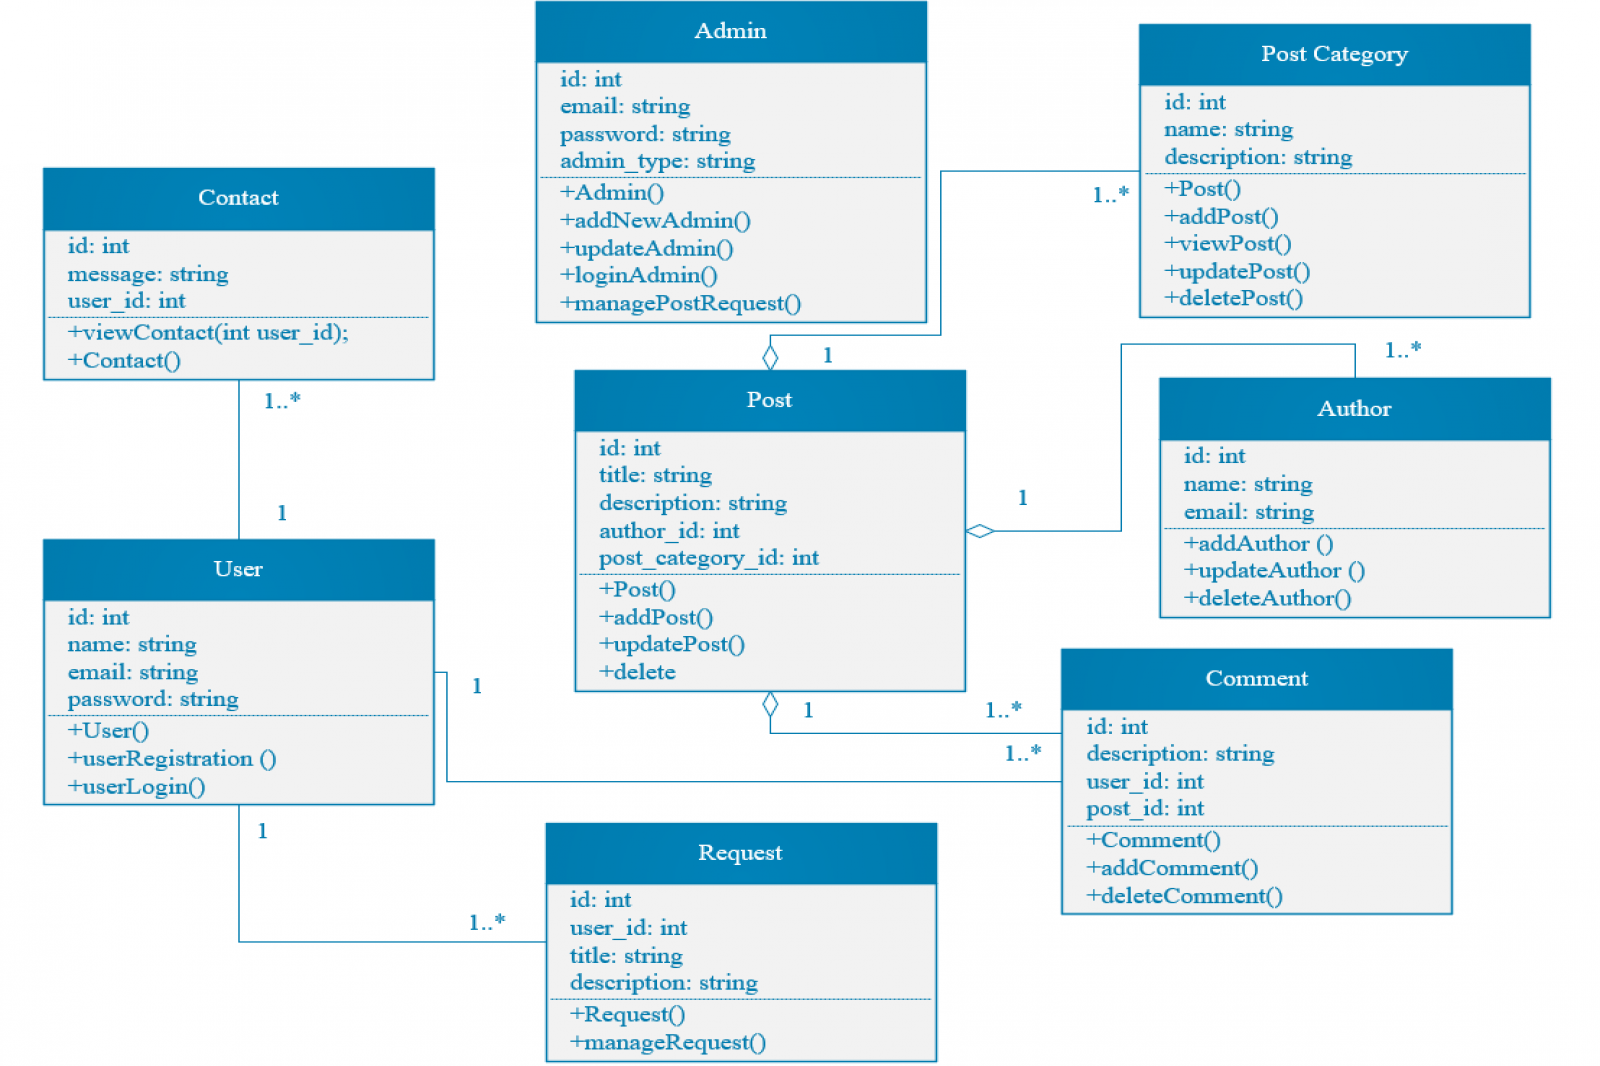 Admin
id: int
email: string
password: string
admin_type: string
+Admin()
+addNewAdmin()
+updateAdmin()
+loginAdmin()
+managePostRequest()
Post Category
id: int
name: string
description: string
+Post()
+addPost()
+viewPost()
+updatePost()
+deletePost()
1..*
1
Contact
id: int
message: string
user_id: int
+viewContact(int user_id);
+Contact()
1..*
1
Post
id: int
title: string
description: string
author_id: int
post_category_id: int
+Post()
+addPost()
+updatePost()
+delete
1..*
1
Author
id: int
name: string
email: string
+addAuthor ()
+updateAuthor ()
+deleteAuthor()
User
id: int
name: string
email: string
password: string
+User()
+userRegistration ()
+userLogin()
1
1
1..*
1..*
Comment
id: int
description: string
user_id: int
post_id: int
+Comment()
+addComment()
+deleteComment()
1
1..*
Request
id: int
user_id: int
title: string
description: string
+Request()
+manageRequest()